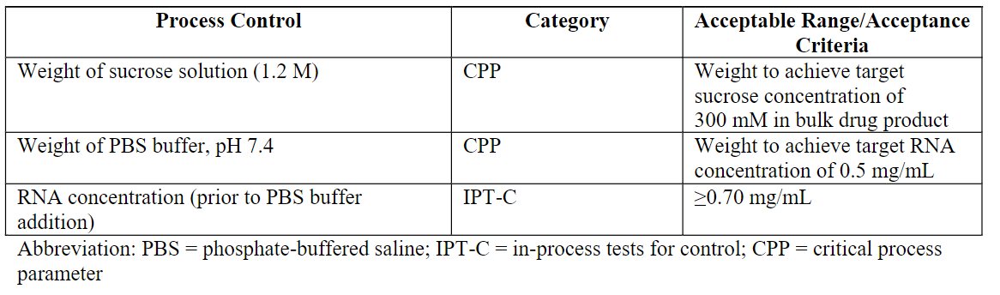 Process Control Category Acceptable Range/Acceptance
Criteria
Weight of sucrose solution (1.2 M) CPP Weight to achieve target
sucrose concentration of
300 mM in bulk drug product
Weight of PBS buffer, pH 7.4 CPP Weight to achieve target RNA
concentration of 0.5 mg/mL
RNA concentration (prior to PBS buffer IPT-C ≥0.70 mg/mL
addition)
Abbreviation: PBS = phosphate-buffered saline; IPT-C = in-process tests for control; CPP = critical process
parameter